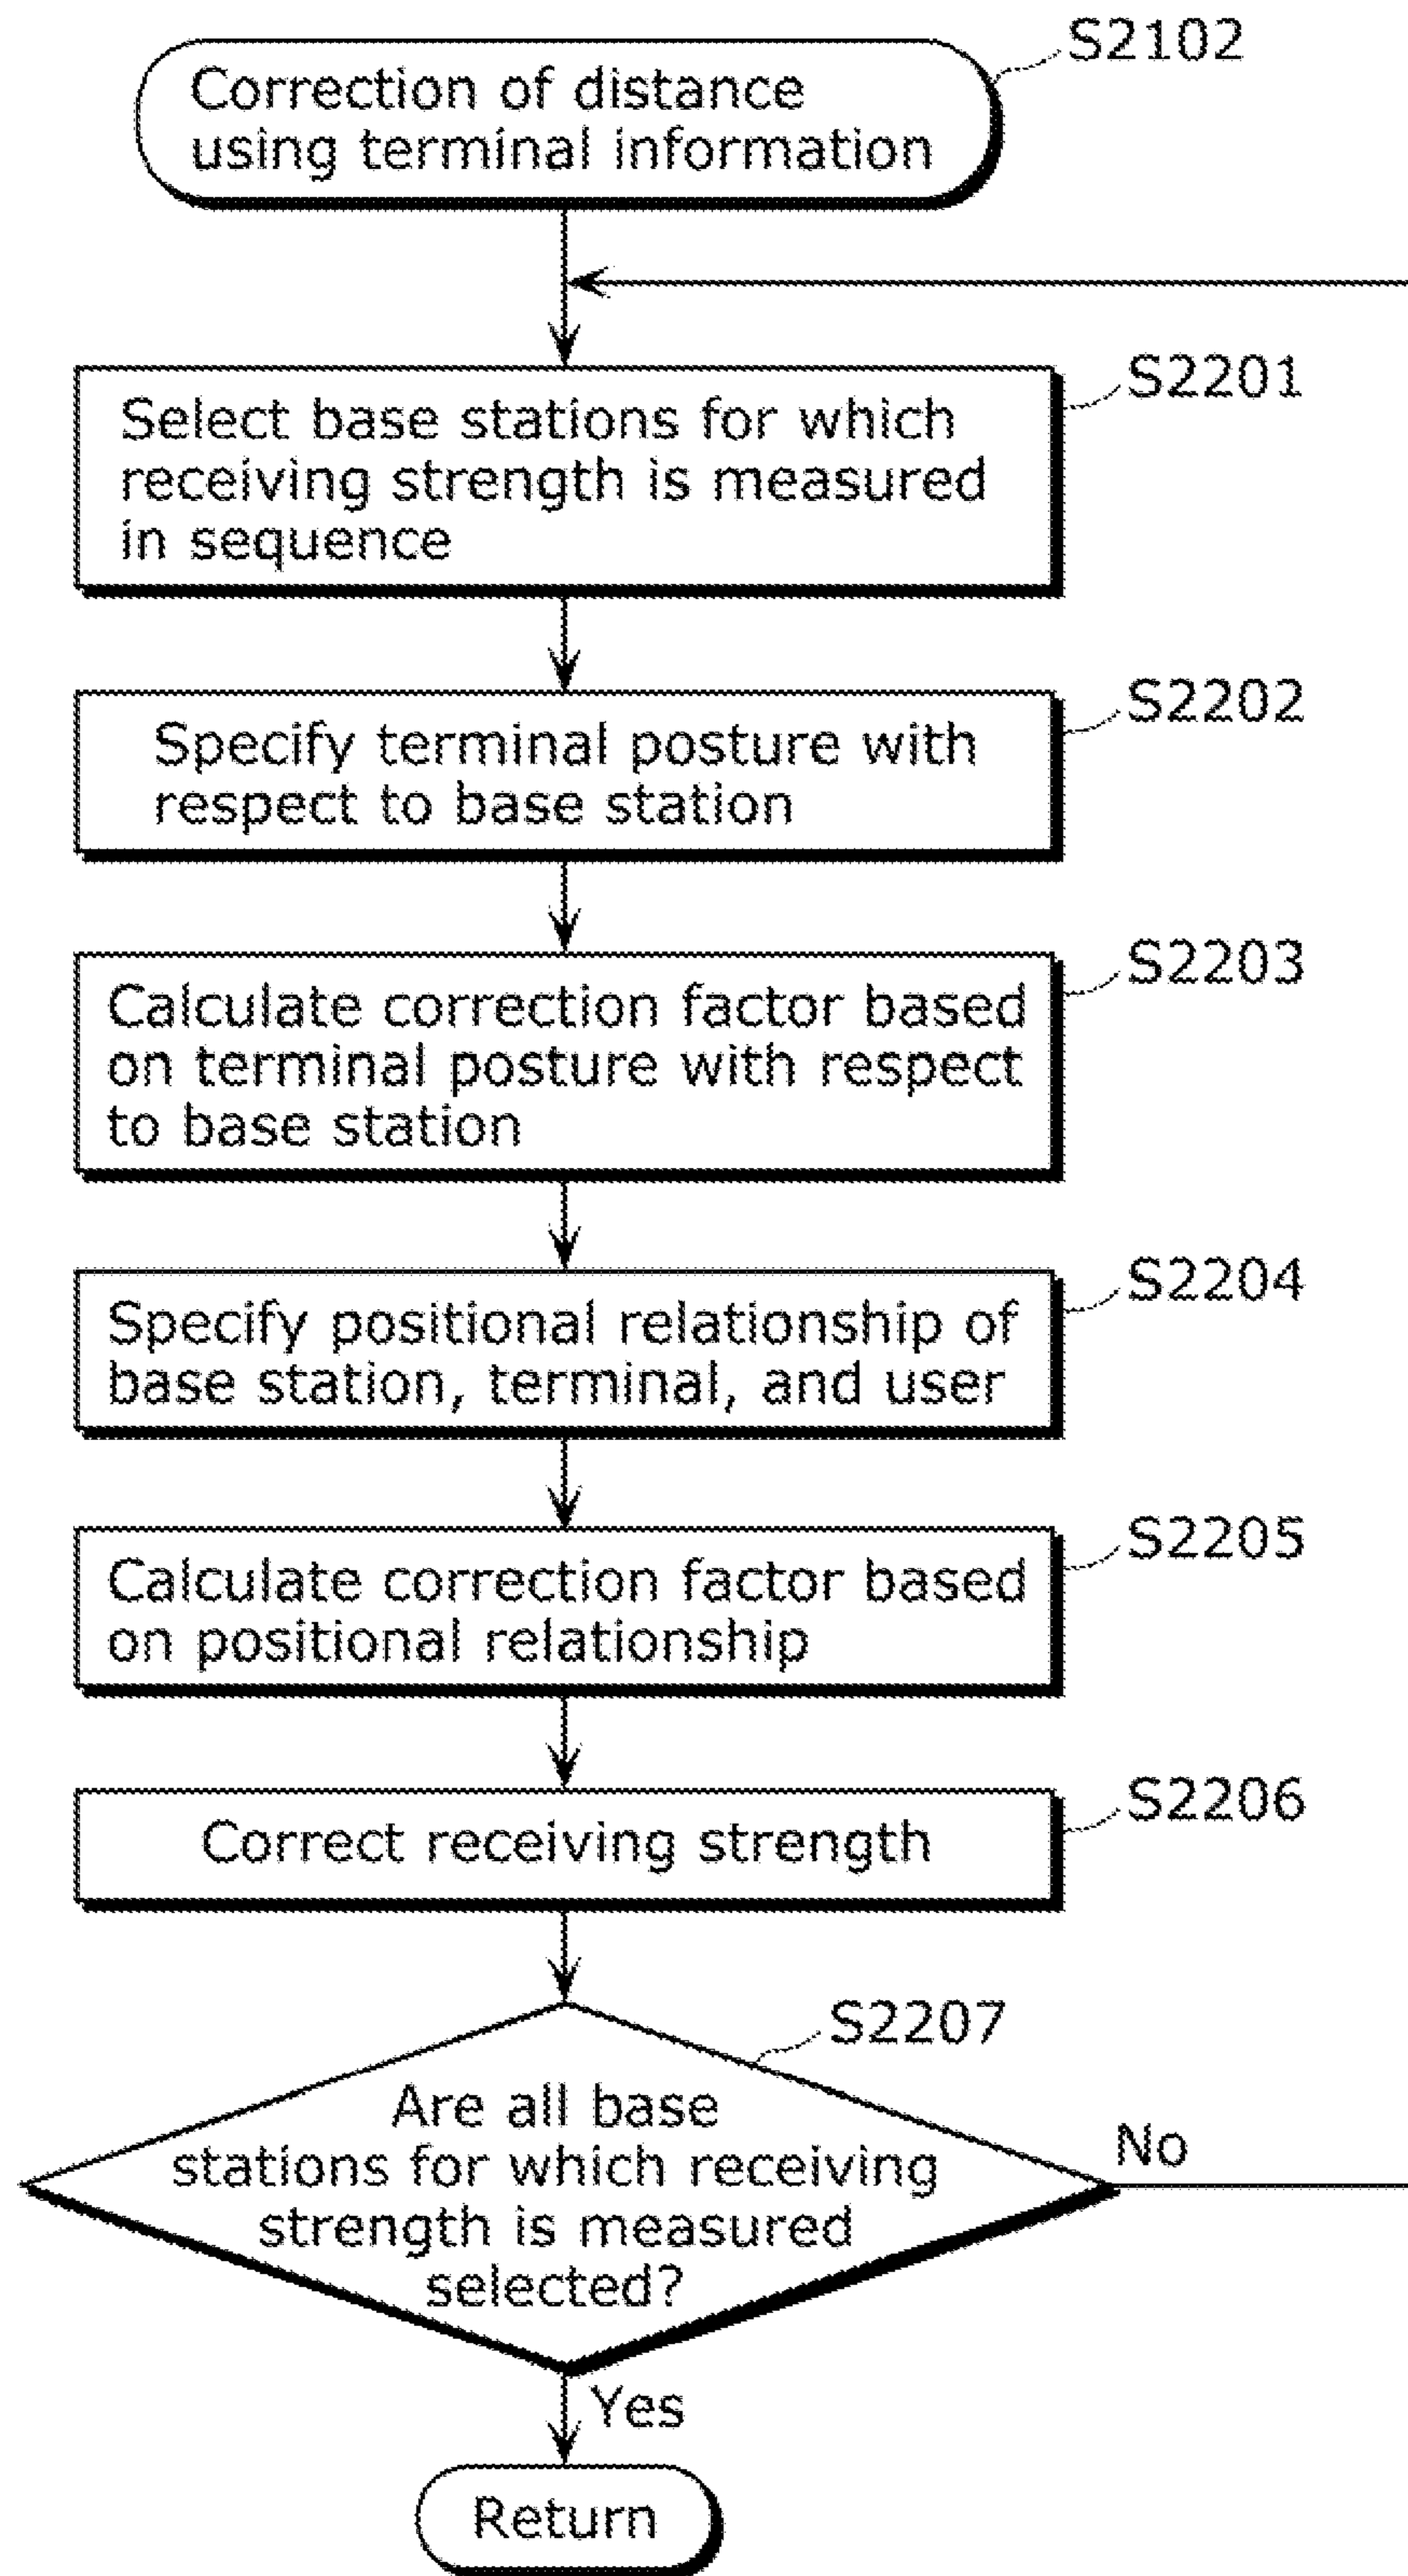 S2102
Correction of distance
using terminal information
S2201
Select base stations for which
receiving strength is measured
in sequence
S2202
Specify terminal posture with
respect to base station
S2203
Calculate correction factor based
on terminal posture with respect
to base station
S2204
Specify positional relationship of
base station, terminal, and user
S2205
Calculate correction factor based
on positional relationship
S2206
Correct receiving strength
S2207
Are all base
stations for which receiving
strength is measured
selected?
No
Yes
Return